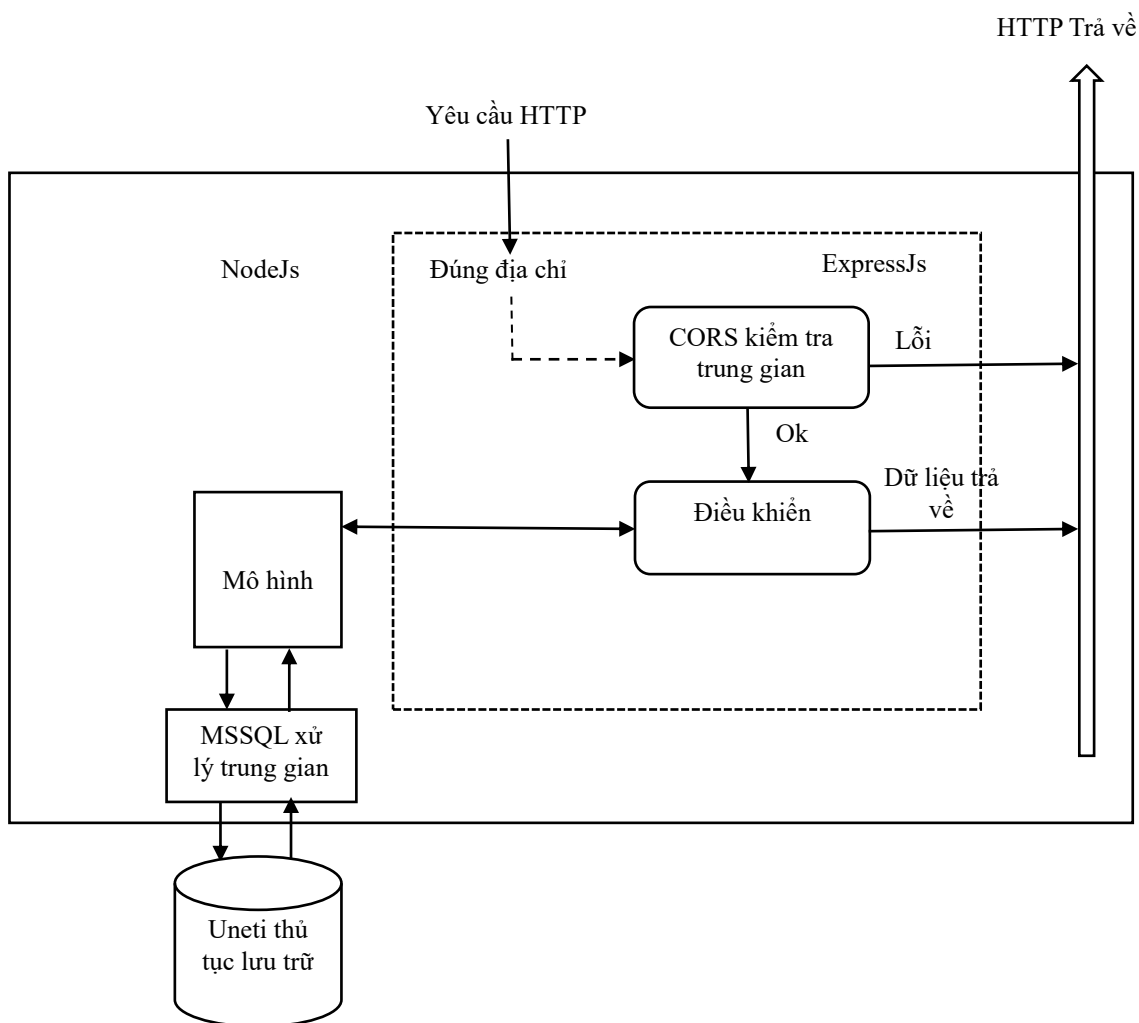 HTTP Trả về
Yêu cầu HTTP
NodeJs
Đúng địa chỉ
ExpressJs
CORS kiểm tra
trung gian
Lỗi
Ok
Dữ liệu trả
về
Điều khiển
Mô hình
MSSQL xử
lý trung gian
Uneti thủ
tục lưu trữ